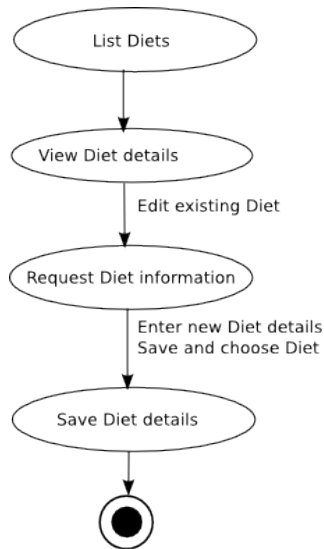 List Diets
View Diet details
Edit existing Diet
Request Diet information
Enter new Diet details
Save and choose Diet
Save Diet details